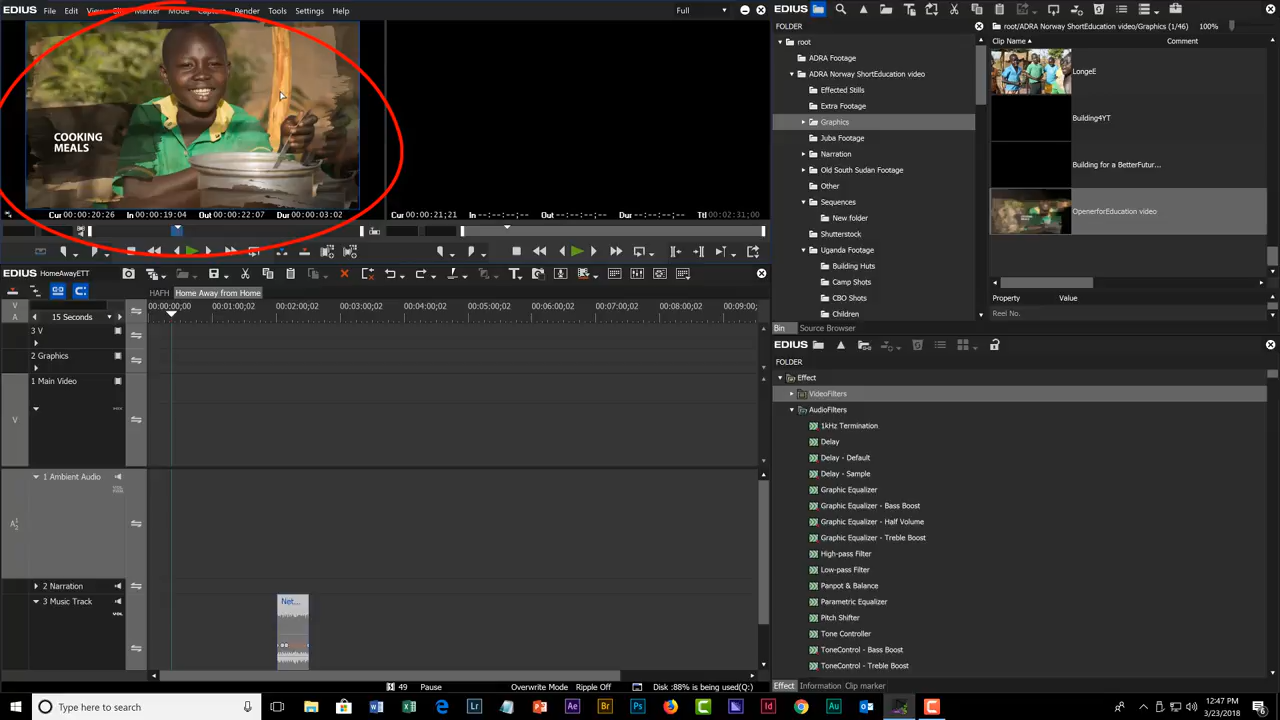 EDIUS File Edit View Clip Marker Mode Capture Render Tools Settings Help Full
COOKING
MEALS
Cur 00:00:20:26 In 00:00:19:04 Out 00:00:22:07 Dur 00:00:03:02
Cur 00:00:21;21 In --:--:--;-- Out --:--:--;-- Dur --:--:--;-- Ttl 00:02:31;00
FOLDER
root
ADRA Footage
ADRA Norway ShortEducation video
Effected Stills
Extra Footage
Graphics
Juba Footage
Narration
Old South Sudan Footage
Other
Sequences
New folder
Shutterstock
Uganda Footage
Building Huts
Camp Shots
CBO Shots
Children
root/ADRA Norway ShortEducation video/Graphics (1/46) 100%
Clip Name Comment
LongeE
Building4YT
Building for a BetterFutur...
OpenerforEducation video
Property Value
Reel No.
Bin Source Browser
EDIUS HomeAwayETT
HAFH Home Away from Home
V
A
15 Seconds
00:00:00;00 00:01:00;02 00:02:00;02 00:03:00;02 00:04:00;02 00:05:00;02 00:06:00;02 00:07:00;02 00:08:00;02 00:09:00;
3 V
2 Graphics
1 Main Video
V
1 Ambient Audio
2 Narration
3 Music Track
VOL
Net...
49 Pause Overwrite Mode Ripple Off Disk :88% is being used(Q:)
EDIUS
FOLDER
Effect
VideoFilters
AudioFilters
1kHz Termination
Delay
Delay - Default
Delay - Sample
Graphic Equalizer
Graphic Equalizer - Bass Boost
Graphic Equalizer - Half Volume
Graphic Equalizer - Treble Boost
High-pass Filter
Low-pass Filter
Panpot & Balance
Parametric Equalizer
Pitch Shifter
Tone Controller
ToneControl - Bass Boost
ToneControl - Treble Boost
Effect Information Clip marker
Type here to search
12:47 PM
3/23/2018